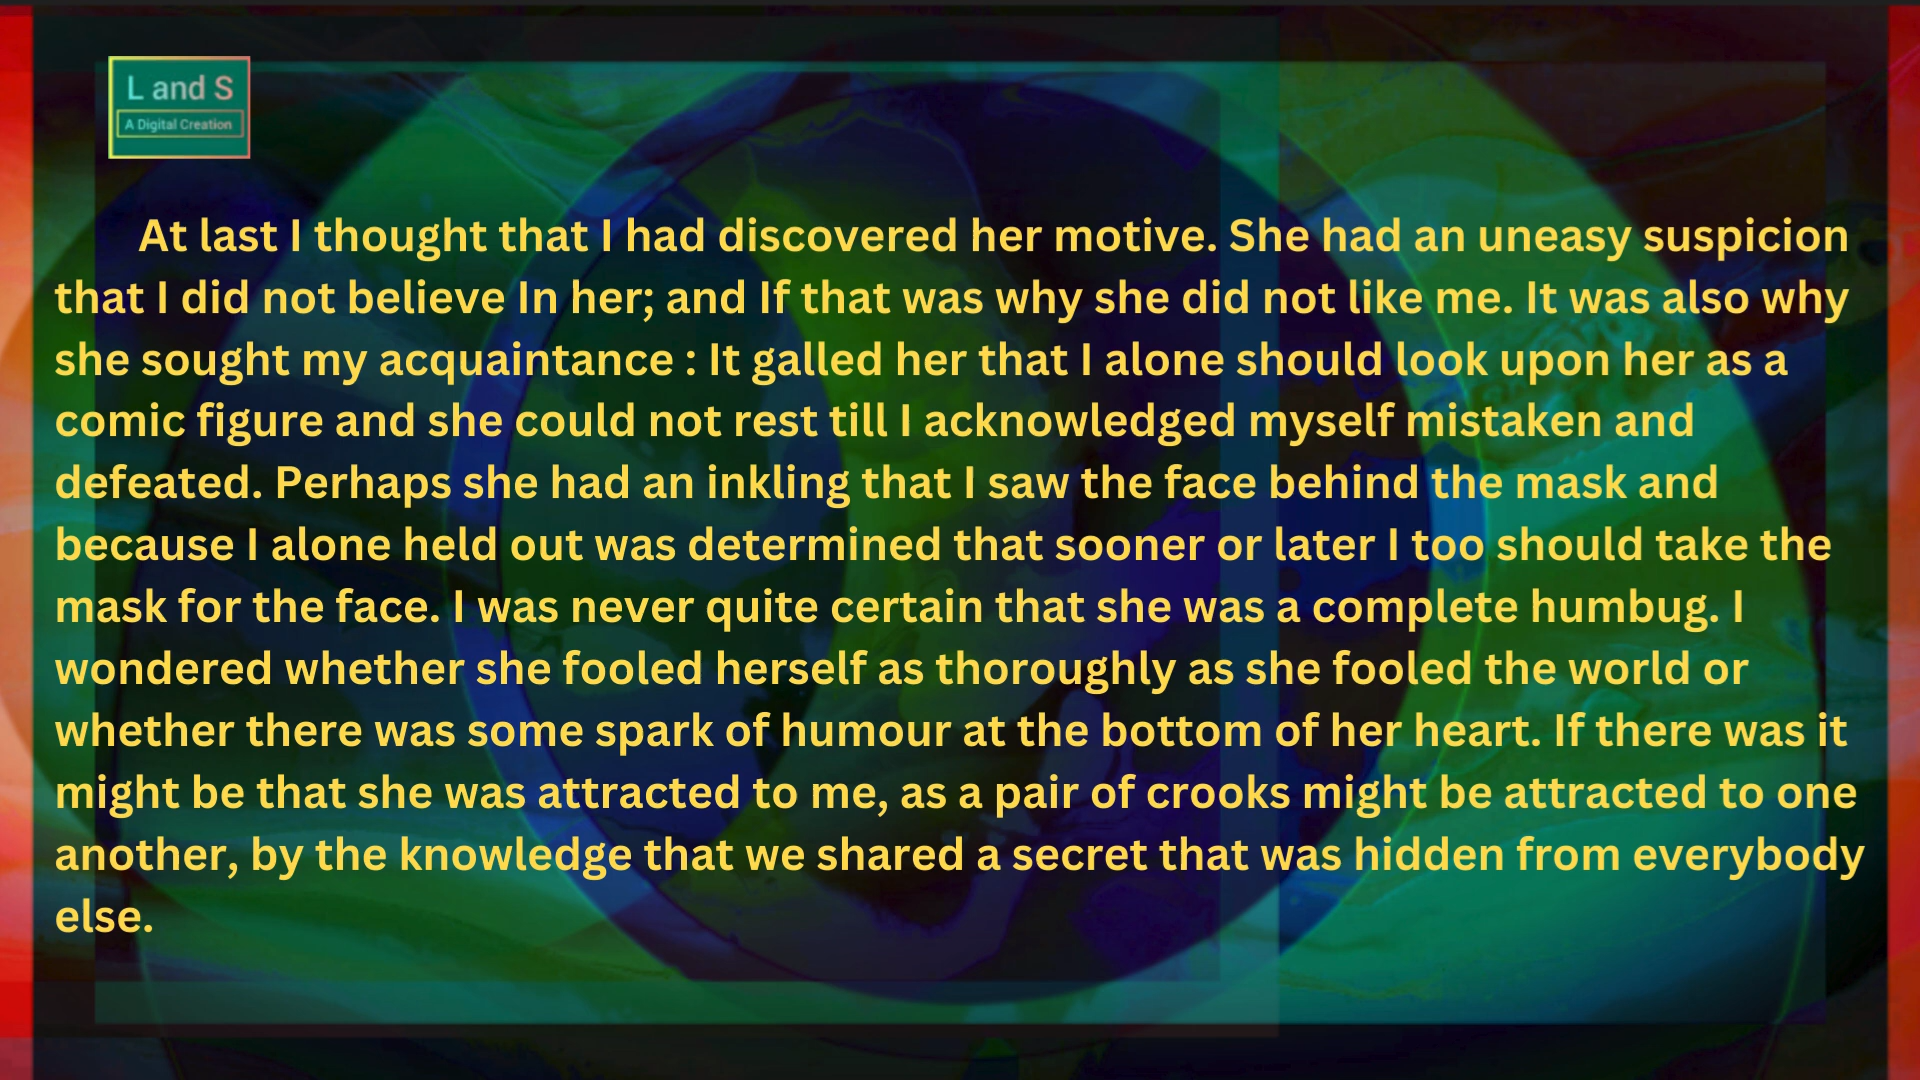 L and S
A Digital Creation
At last I thought that I had discovered her motive. She had an uneasy suspicion
that I did not believe In her; and If that was why she did not like me. It was also why
she sought my acquaintance : It galled her that I alone should look upon her as a
comic figure and she could not rest till I acknowledged myself mistaken and
defeated. Perhaps she had an inkling that I saw the face behind the mask and
because I alone held out was determined that sooner or later I too should take the
mask for the face. I was never quite certain that she was a complete humbug. I
wondered whether she fooled herself as thoroughly as she fooled the world or
whether there was some spark of humour at the bottom of her heart. If there was it
might be that she was attracted to me, as a pair of crooks might be attracted to one
another, by the knowledge that we shared a secret that was hidden from everybody
else.